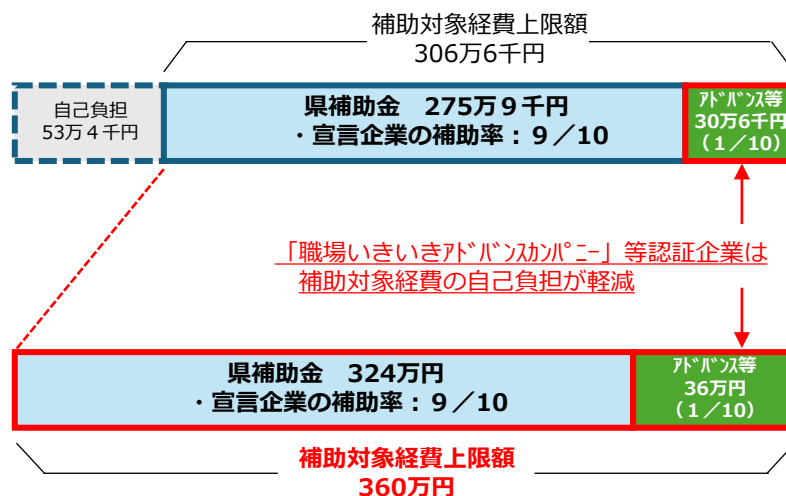 補助対象経費上限額
306万6千円
自己負担
53万４千円
県補助金　275万９千円
・宣言企業の補助率：９／10
ｱﾄﾞﾊﾞﾝｽ等
30万6千円
（１／10）
「職場いきいきｱﾄﾞﾊﾞﾝｽｶﾝﾊﾟﾆｰ」等認証企業は
補助対象経費の自己負担が軽減
県補助金　324万円
・宣言企業の補助率：９／10
ｱﾄﾞﾊﾞﾝｽ等
36万円
（１／10）
補助対象経費上限額
360万円